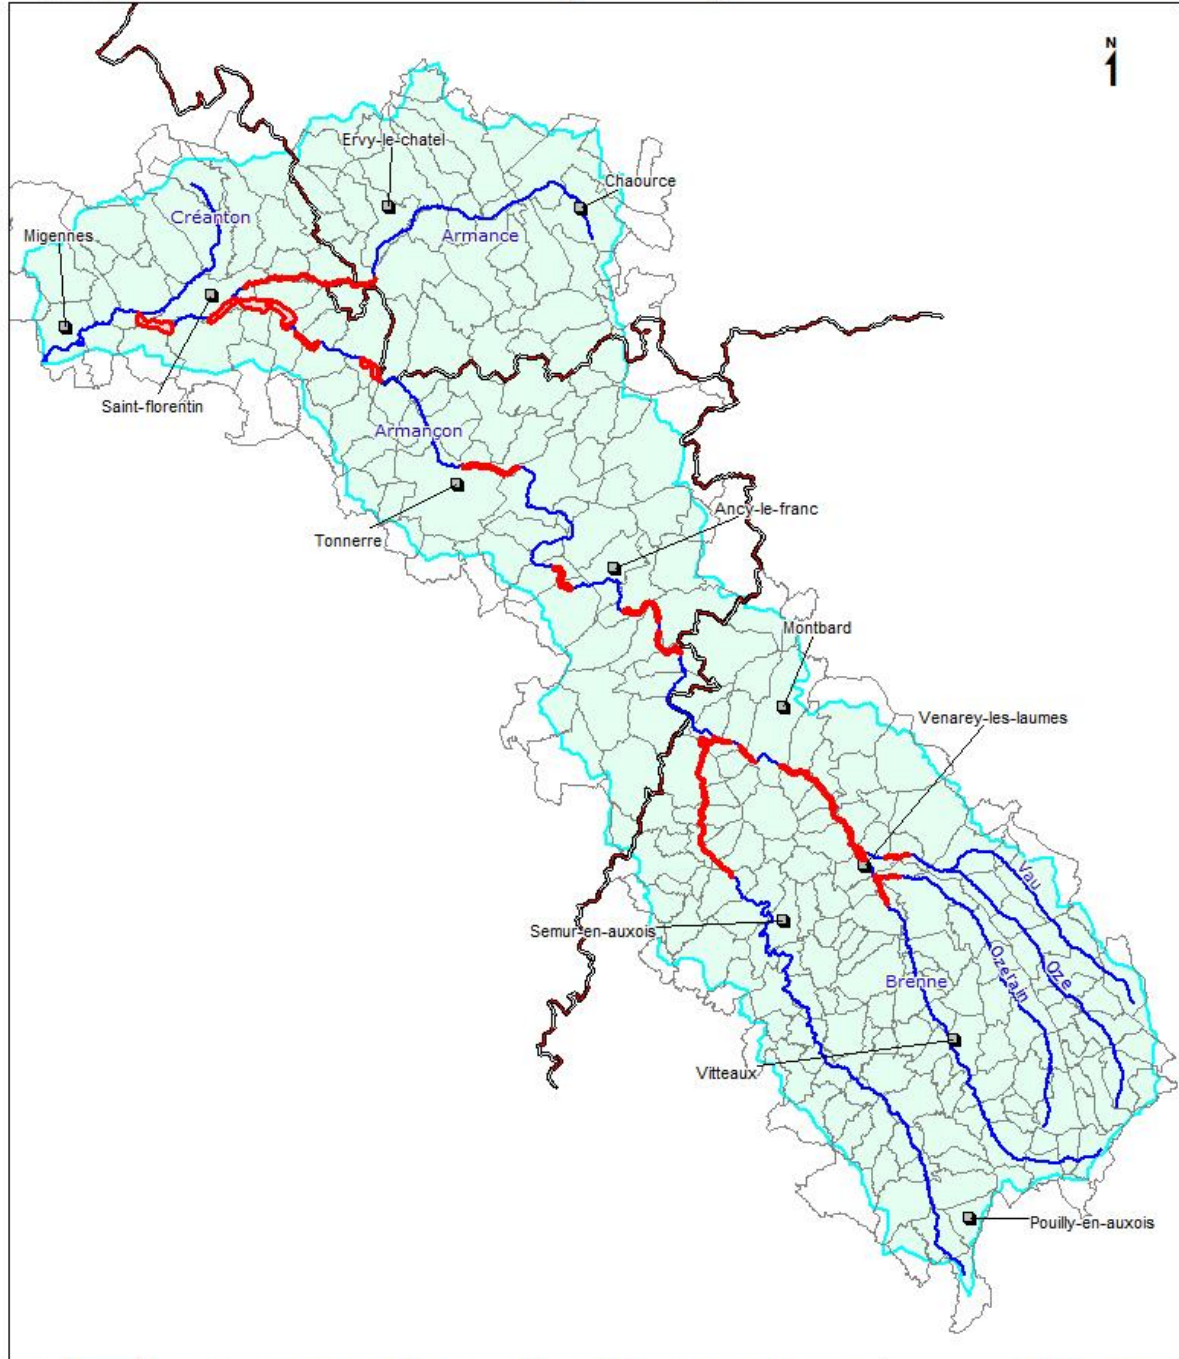 N
Ervy-le-chatel
Chaource
Créanton
Armance
Migennes
Saint-florentin
Armançon
Tonnerre
Ancy-le-franc
Montbard
Venarey-les-laumes
Vau
Semur-en-auxois
Oze
Ozerain
Brenne
Vitteaux
Pouilly-en-auxois